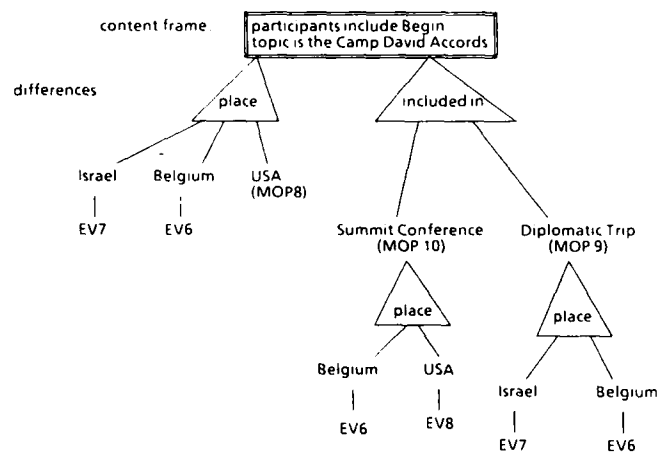 content frame
participants include Begin
topic is the Camp David Accords
differences
place
included in
Israel Belgium USA
(MOP8)
EV7 EV6
Summit Conference Diplomatic Trip
(MOP 10) (MOP 9)
place place
Belgium USA Israel Belgium
EV6 EV8 EV7 EV6